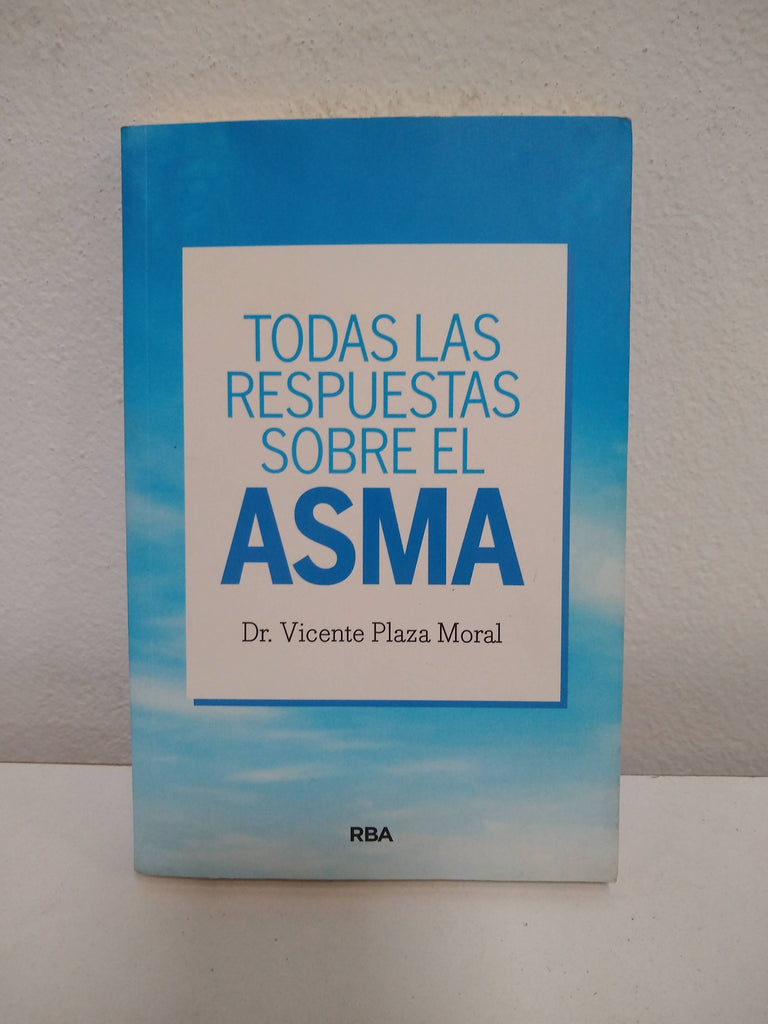 TODAS LAS
RESPUESTAS
SOBRE EL
ASMA
Dr. Vicente Plaza Moral
RBA